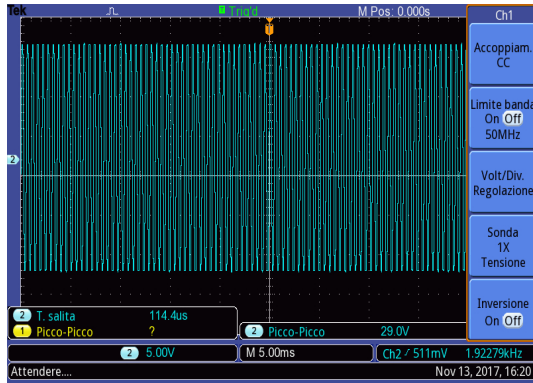 Tek
Trig'd
M Pos: 0.000s
T
2
2 T. salita 114.4us
1 Picco-Picco ?
2 Picco-Picco 29.0V
2 5.00V
M 5.00ms
Ch2 511mV 1.92279kHz
Attendere....
Nov 13, 2017, 16:20
Ch1
Accoppiam.
CC
Limite banda
On Off
50MHz
Volt/Div.
Regolazione
Sonda
1X
Tensione
Inversione
On Off